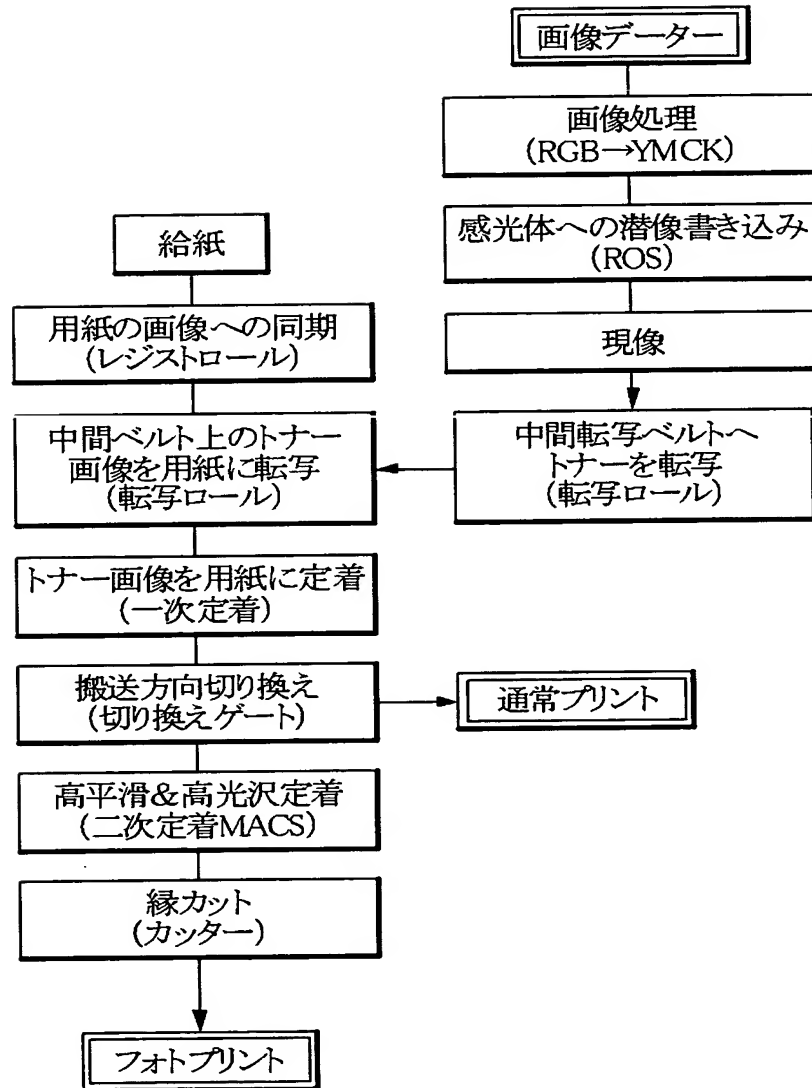 画像データー
画像処理
(RGB→YMCK)
感光体への潜像書き込み
(ROS)
現像
中間転写ベルトへ
トナーを転写
(転写ロール)
給紙
用紙の画像への同期
(レジストロール)
中間ベルト上のトナー
画像を用紙に転写
(転写ロール)
トナー画像を用紙に定着
(一次定着)
搬送方向切り換え
(切り換えゲート)
通常プリント
高平滑&高光沢定着
(二次定着MACS)
縁カット
(カッター)
フォトプリント